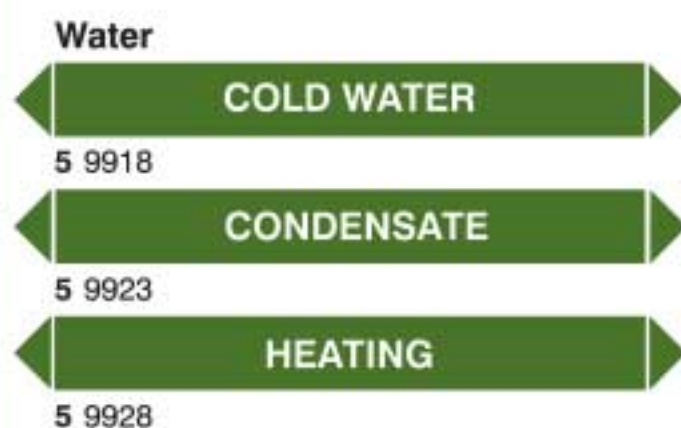 Water
COLD WATER
5 9918
CONDENSATE
5 9923
HEATING
5 9928